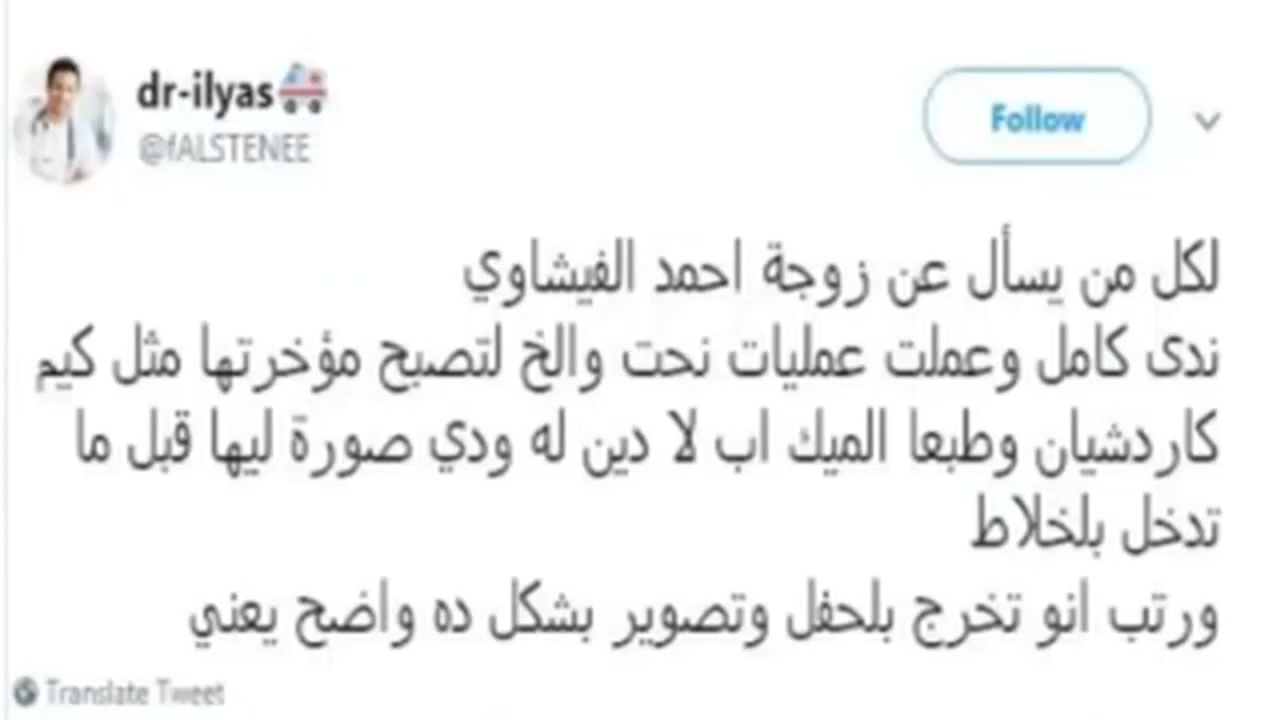 dr-ilyas🚑
@fALSTENEE
Follow
لكل من يسأل عن زوجة احمد الفيشاوي
ندى كامل وعملت عمليات نحت والخ لتصبح مؤخرتها مثل كيم
كاردشيان وطبعا الميك اب لا دين له ودي صورة ليها قبل ما
تدخل بلخلاط
ورتب انو تخرج بلحفل وتصوير بشكل ده واضح يعني
Translate Tweet